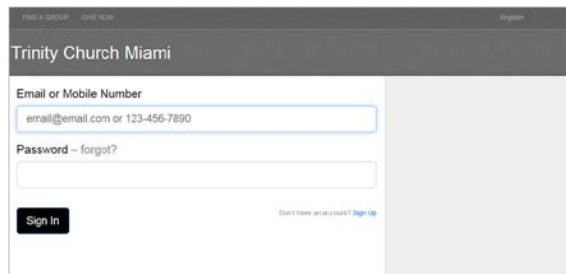 FIND A GROUP GIVE NOW Register
Trinity Church Miami
Email or Mobile Number
email@email.com or 123-456-7890
Password – forgot?
Sign In
Don't have an account? Sign Up